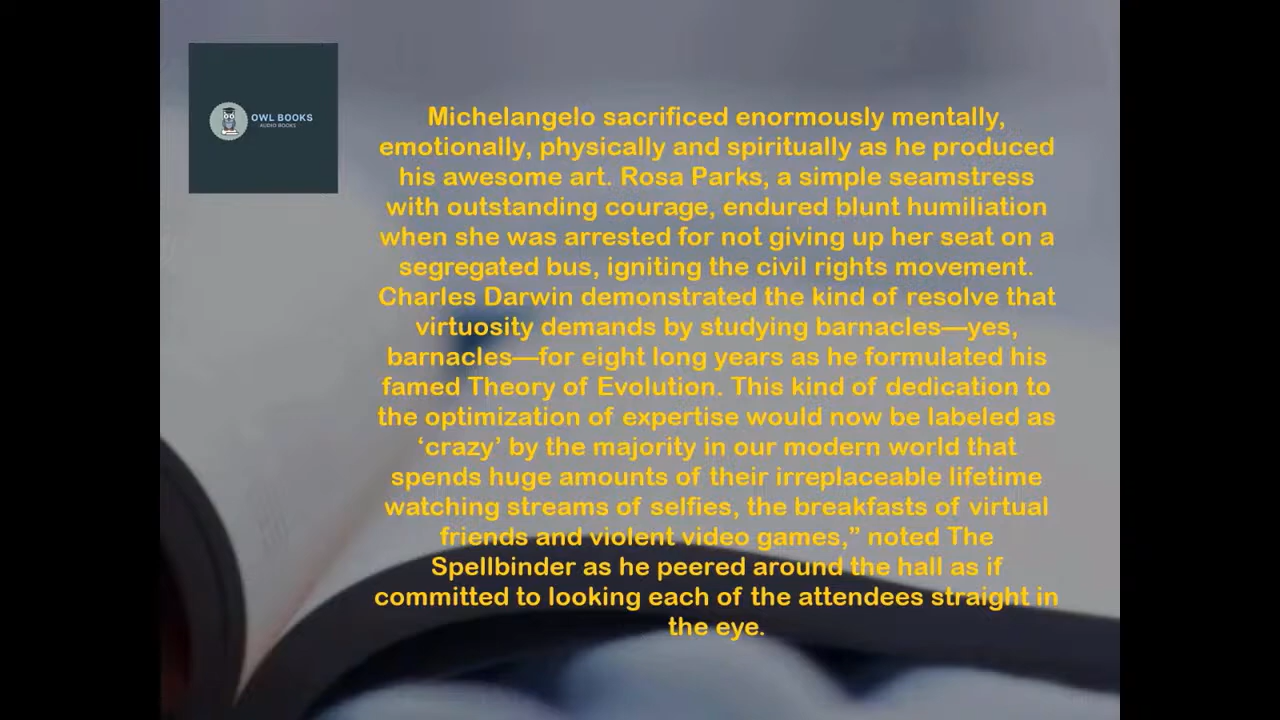 OWL BOOKS
AUDIO BOOKS
Michelangelo sacrificed enormously mentally,
emotionally, physically and spiritually as he produced
his awesome art. Rosa Parks, a simple seamstress
with outstanding courage, endured blunt humiliation
when she was arrested for not giving up her seat on a
segregated bus, igniting the civil rights movement.
Charles Darwin demonstrated the kind of resolve that
virtuosity demands by studying barnacles—yes,
barnacles—for eight long years as he formulated his
famed Theory of Evolution. This kind of dedication to
the optimization of expertise would now be labeled as
‘crazy’ by the majority in our modern world that
spends huge amounts of their irreplaceable lifetime
watching streams of selfies, the breakfasts of virtual
friends and violent video games,” noted The
Spellbinder as he peered around the hall as if
committed to looking each of the attendees straight in
the eye.